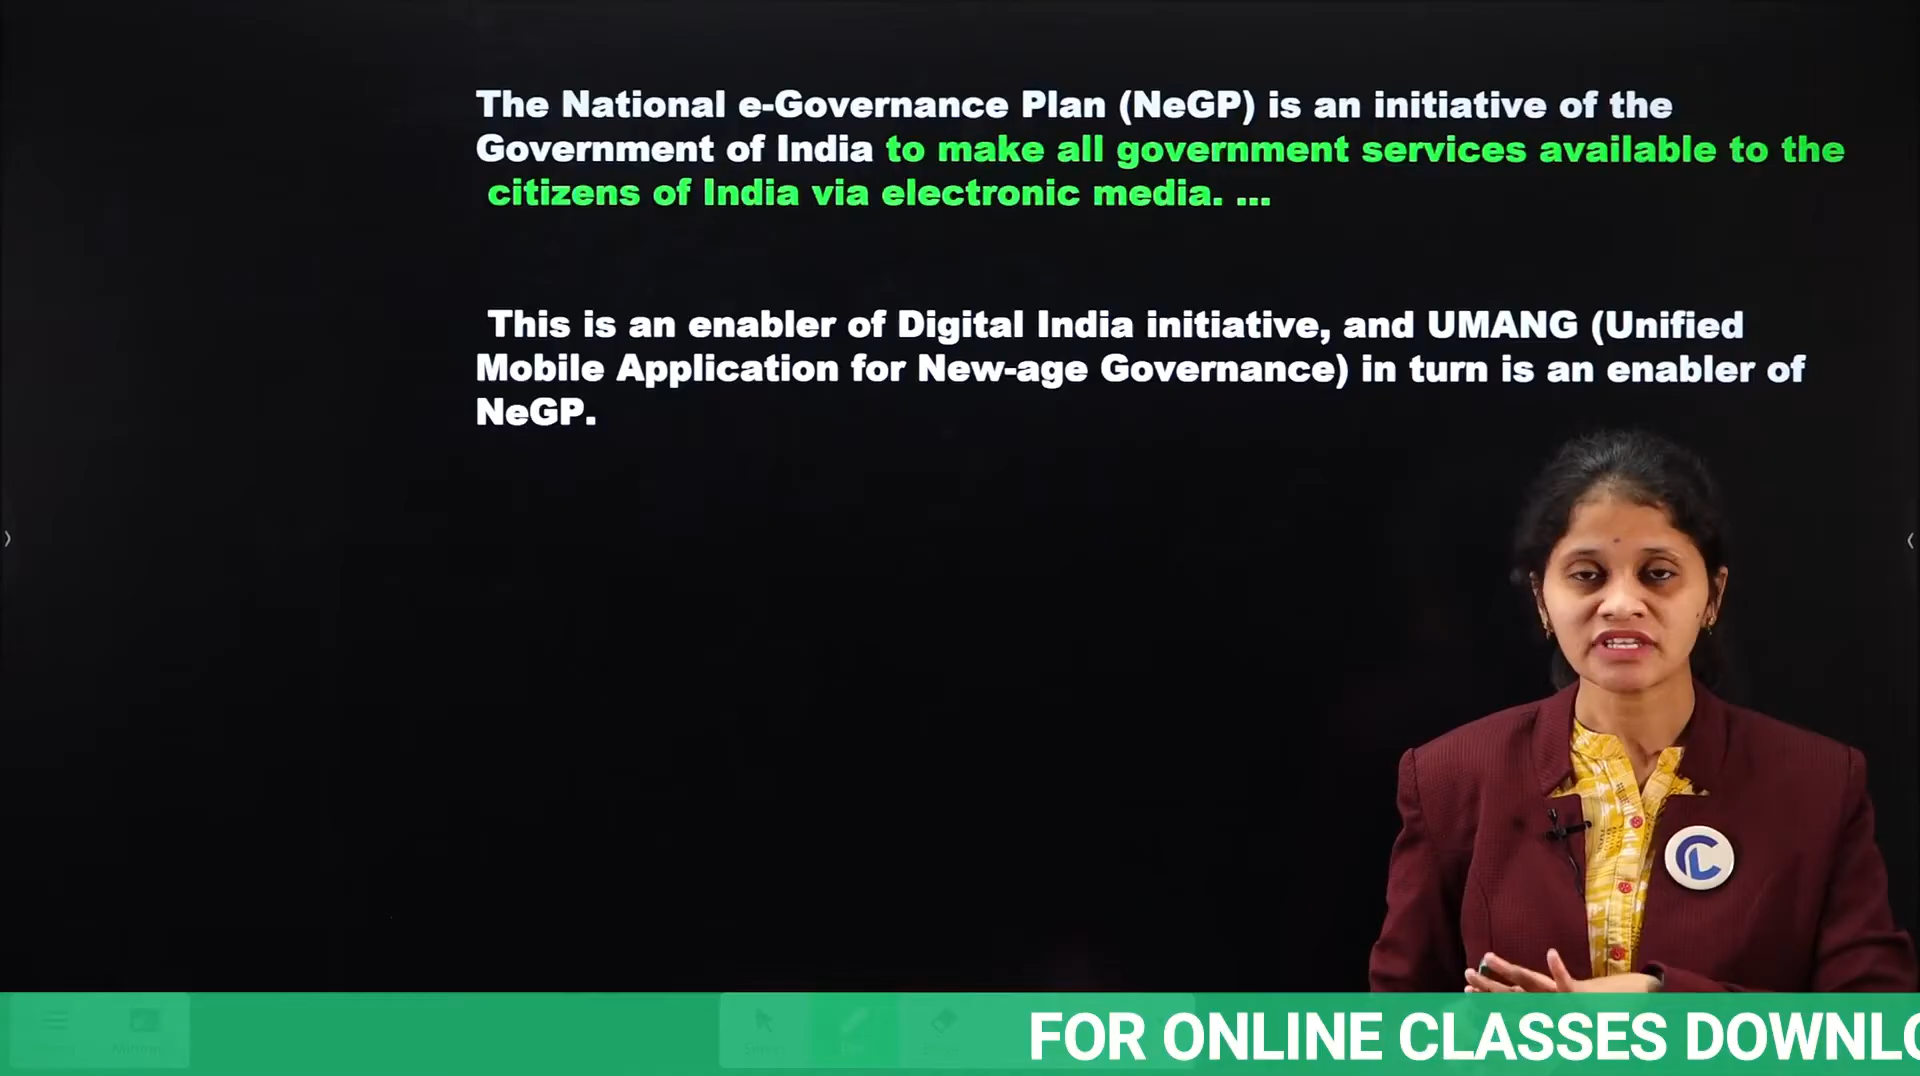 The National e-Governance Plan (NeGP) is an initiative of the
Government of India to make all government services available to the
citizens of India via electronic media. ...
This is an enabler of Digital India initiative, and UMANG (Unified
Mobile Application for New-age Governance) in turn is an enabler of
NeGP.
FOR ONLINE CLASSES DOWNLO